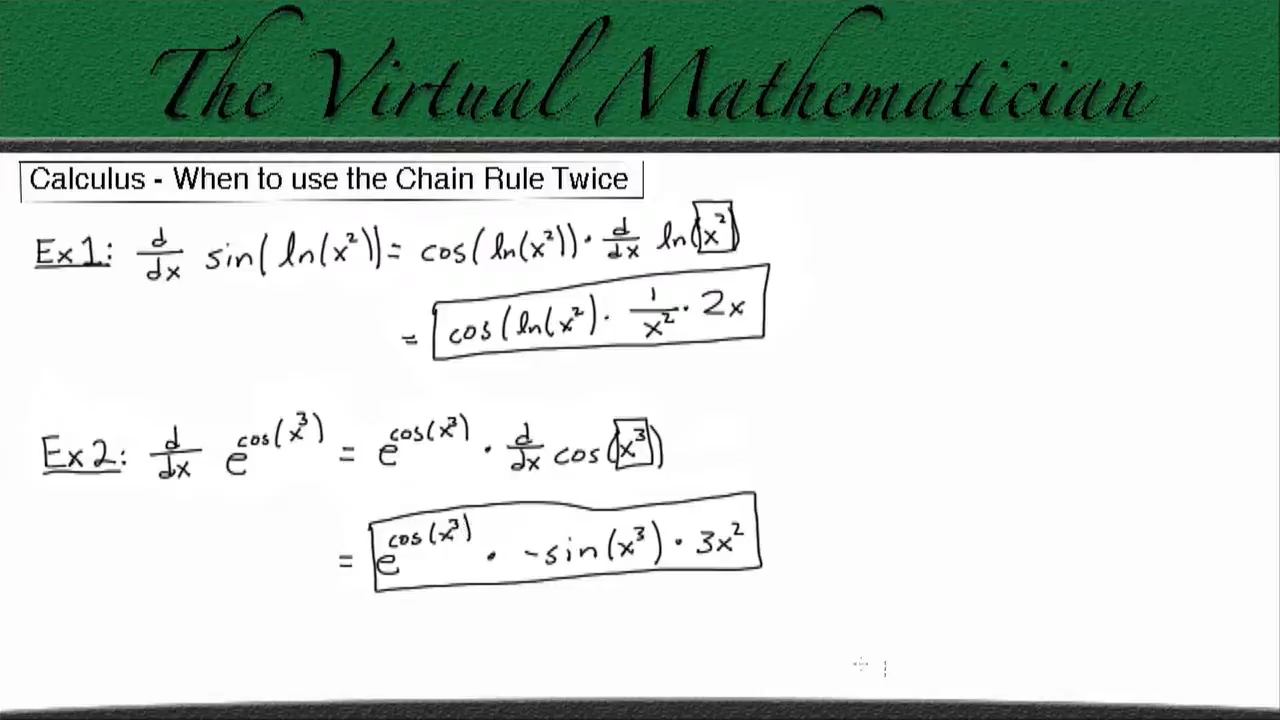 The Virtual Mathematician
Calculus - When to use the Chain Rule Twice
Ex1: d/dx sin(ln(x²)) = cos(ln(x²)) · d/dx ln(x²)
= cos(ln(x²) · 1/x² · 2x
Ex2: d/dx e^cos(x³) = e^cos(x³) · d/dx cos(x³)
= e^cos(x³) · -sin(x³) · 3x²